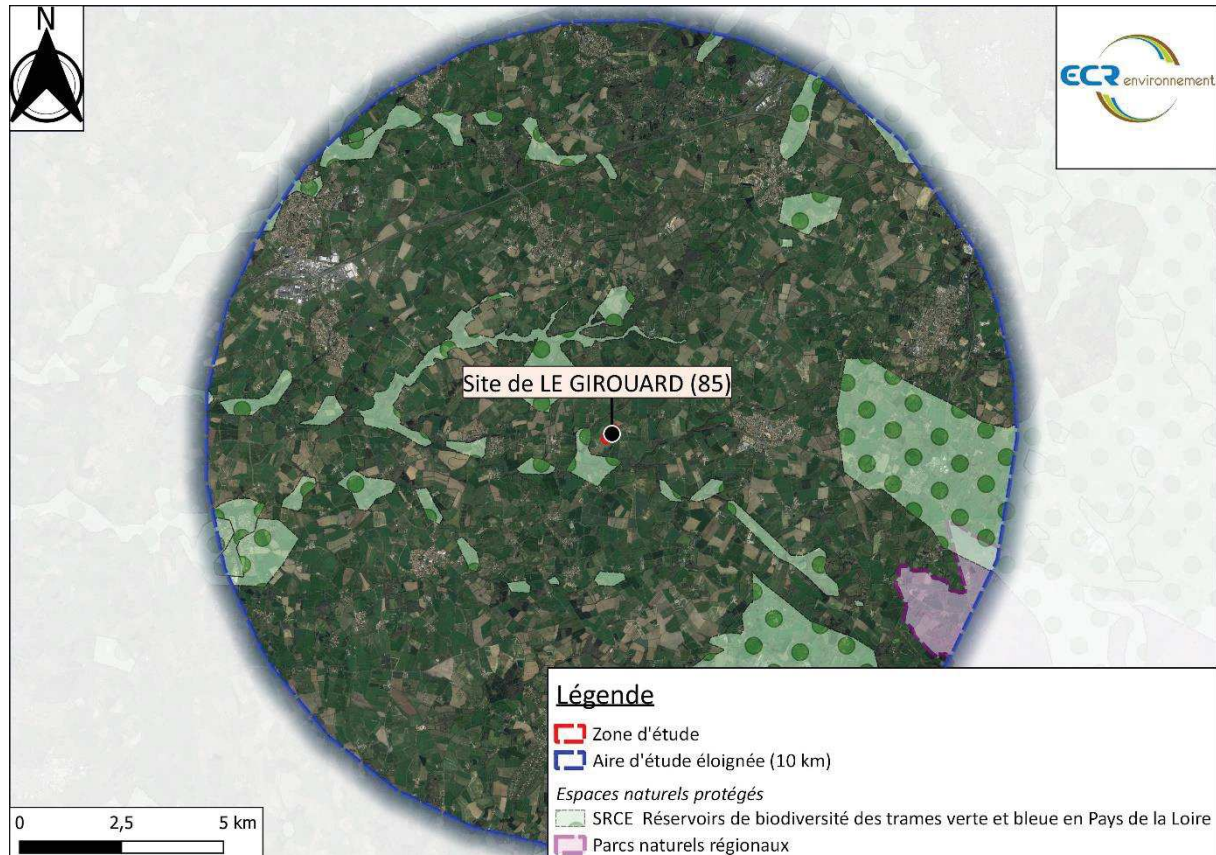 N
ECR environnement
Site de LE GIROUARD (85)
Légende
Zone d'étude
Aire d'étude éloignée (10 km)
Espaces naturels protégés
SRCE Réservoirs de biodiversité des trames verte et bleue en Pays de la Loire
Parcs naturels régionaux
0 2,5 5 km